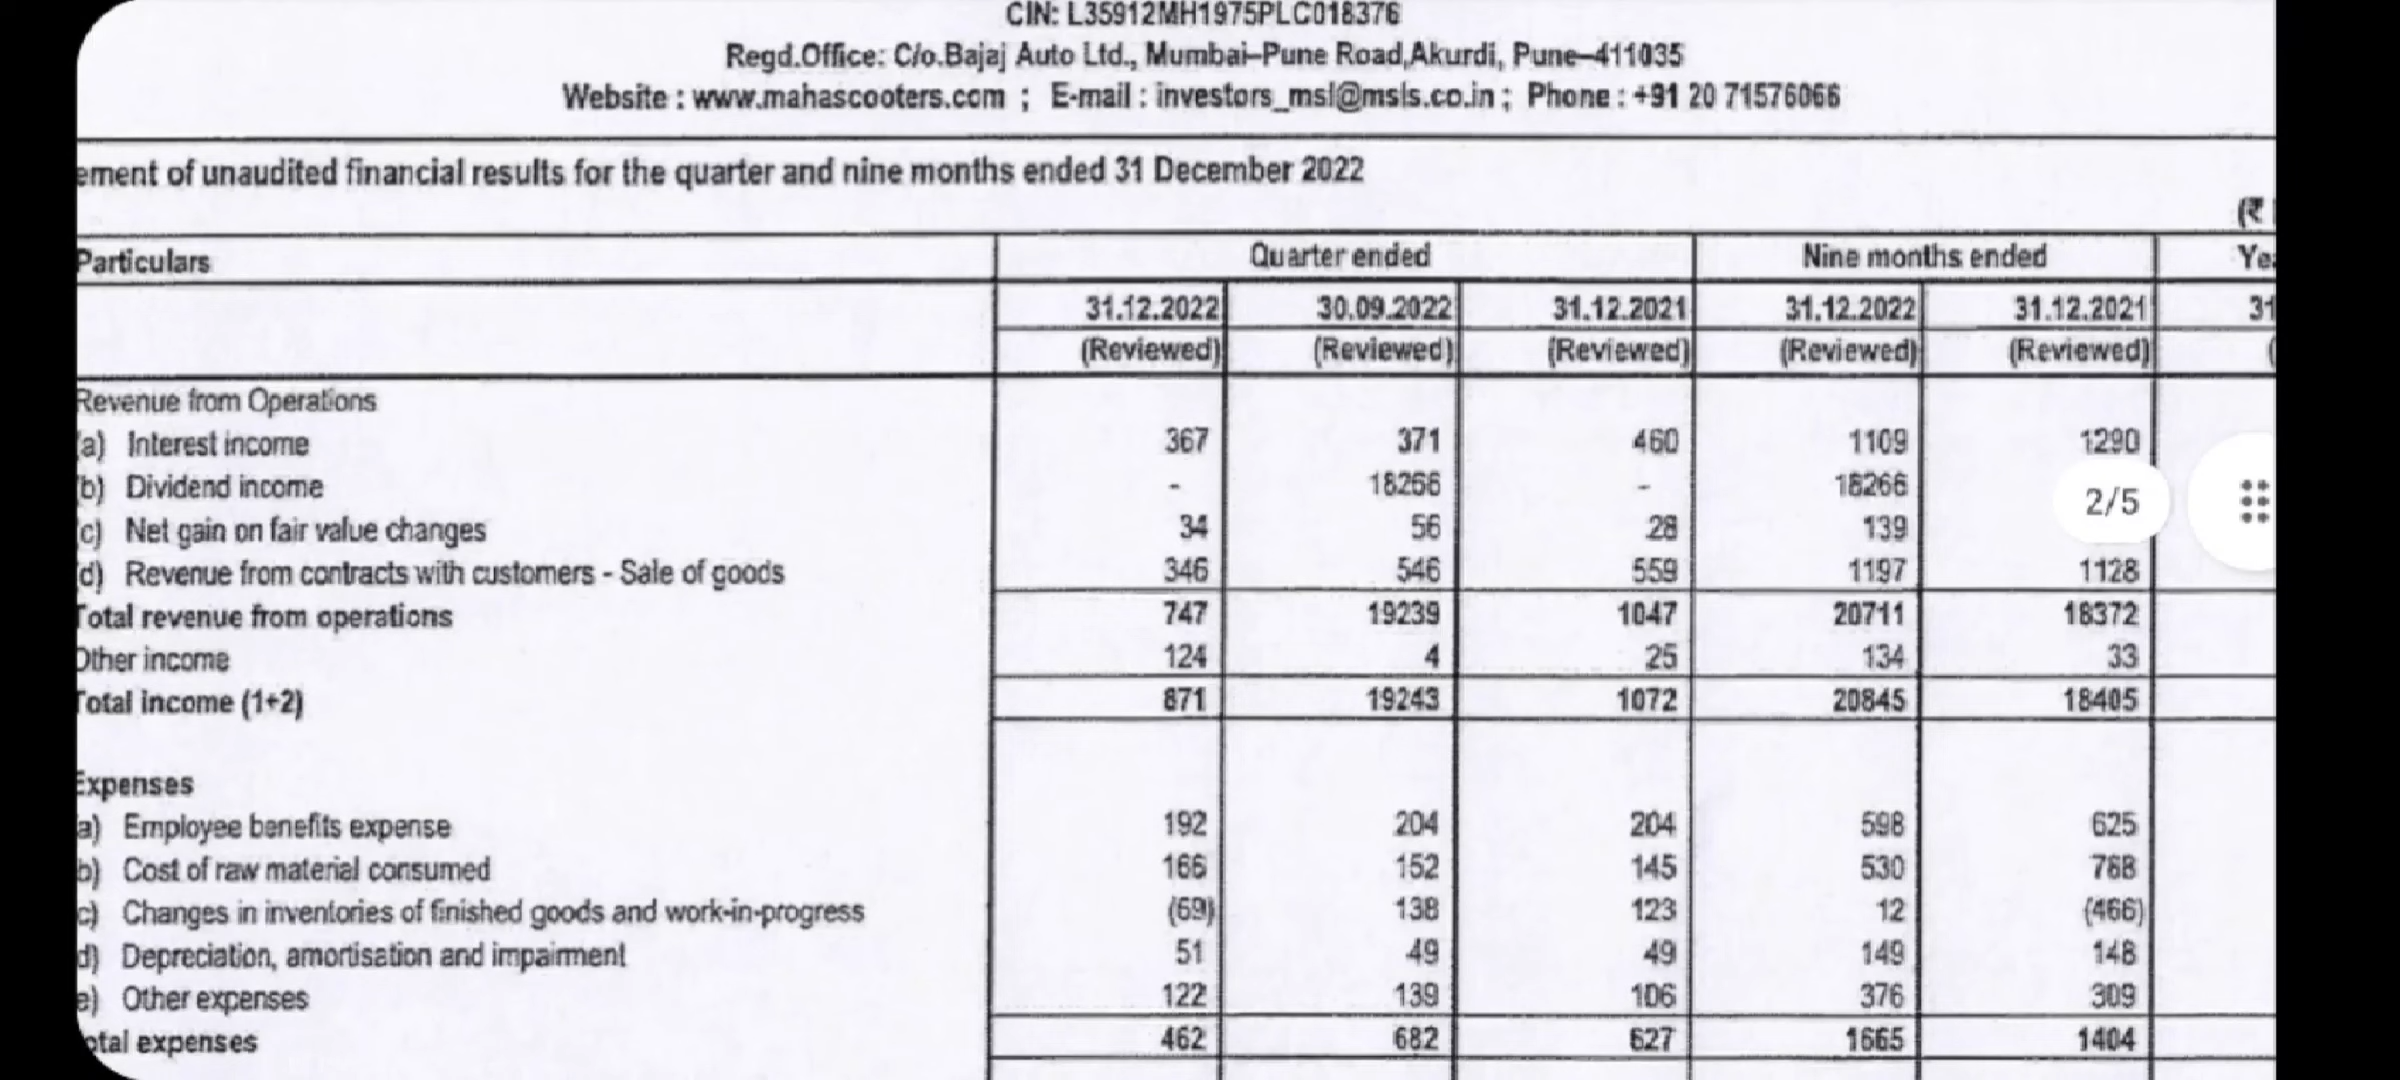 CIN: L35912MH1975PLC018376
Regd.Office: C/o.Bajaj Auto Ltd., Mumbai-Pune Road,Akurdi, Pune-411035
Website : www.mahascooters.com ; E-mail : investors_msl@msls.co.in ; Phone : +91 20 71576066
ement of unaudited financial results for the quarter and nine months ended 31 December 2022
(₹
Particulars Quarter ended Nine months ended Yea
31.12.2022 30.09.2022 31.12.2021 31.12.2022 31.12.2021 31
(Reviewed) (Reviewed) (Reviewed) (Reviewed) (Reviewed) (
Revenue from Operations
(a) Interest income 367 371 460 1109 1290
(b) Dividend income - 18266 - 18266
2/5
(c) Net gain on fair value changes 34 56 28 139
(d) Revenue from contracts with customers - Sale of goods 346 546 559 1197 1128
Total revenue from operations 747 19239 1047 20711 18372
Other income 124 4 25 134 33
Total income (1+2) 871 19243 1072 20845 18405
Expenses
a) Employee benefits expense 192 204 204 598 625
b) Cost of raw material consumed 166 152 145 530 788
c) Changes in inventories of finished goods and work-in-progress (69) 138 123 12 (466)
d) Depreciation, amortisation and impairment 51 49 49 149 148
e) Other expenses 122 139 106 376 309
otal expenses 462 682 627 1665 1404